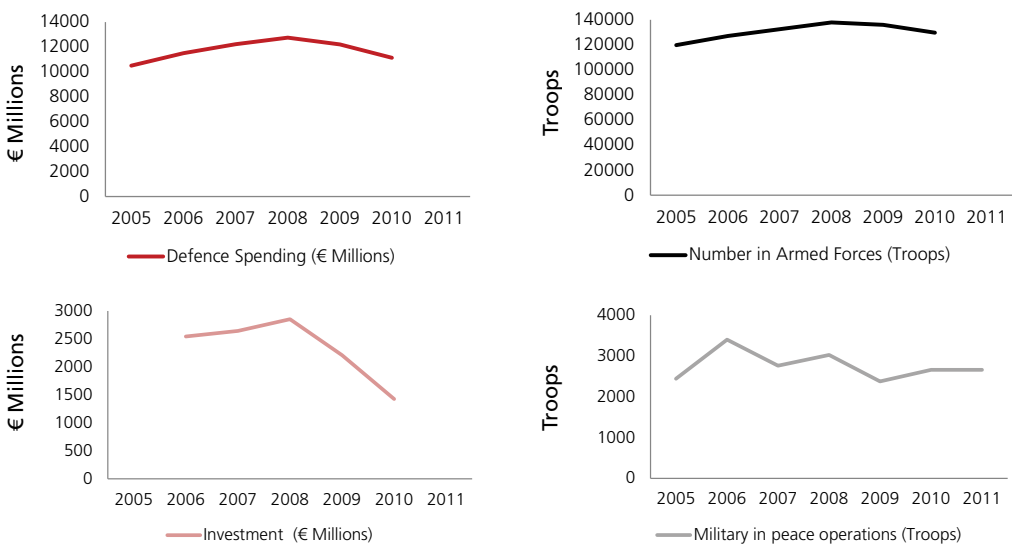 14000
12000
10000
8000
6000
4000
2000
0
€ Millions
2005 2006 2007 2008 2009 2010 2011
Defence Spending (€ Millions)
140000
120000
100000
80000
60000
40000
20000
0
Troops
2005 2006 2007 2008 2009 2010 2011
Number in Armed Forces (Troops)
3000
2500
2000
1500
1000
500
0
€ Millions
2005 2006 2007 2008 2009 2010 2011
Investment (€ Millions)
4000
3000
2000
1000
0
Troops
2005 2006 2007 2008 2009 2010 2011
Military in peace operations (Troops)